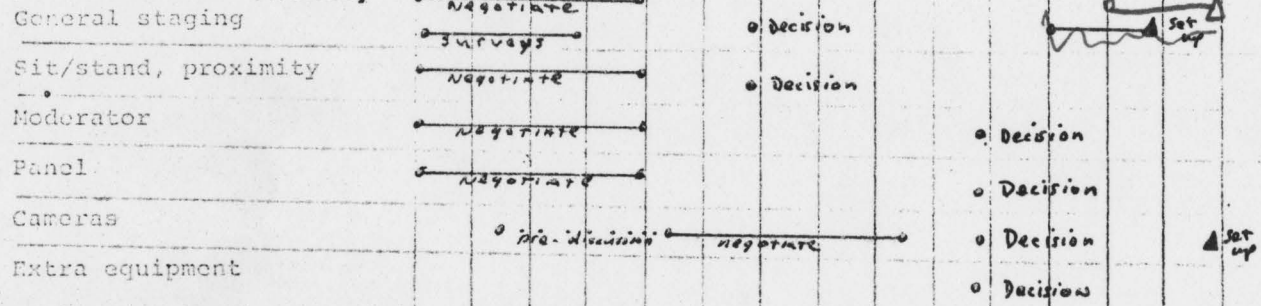 Negotiate
General staging
Surveys
Decision
set up
Sit/stand, proximity
Negotiate
Decision
Moderator
Negotiate
Decision
Panel
Negotiate
Decision
Cameras
pre-discussion
negotiate
Decision
set up
Extra equipment
Decision